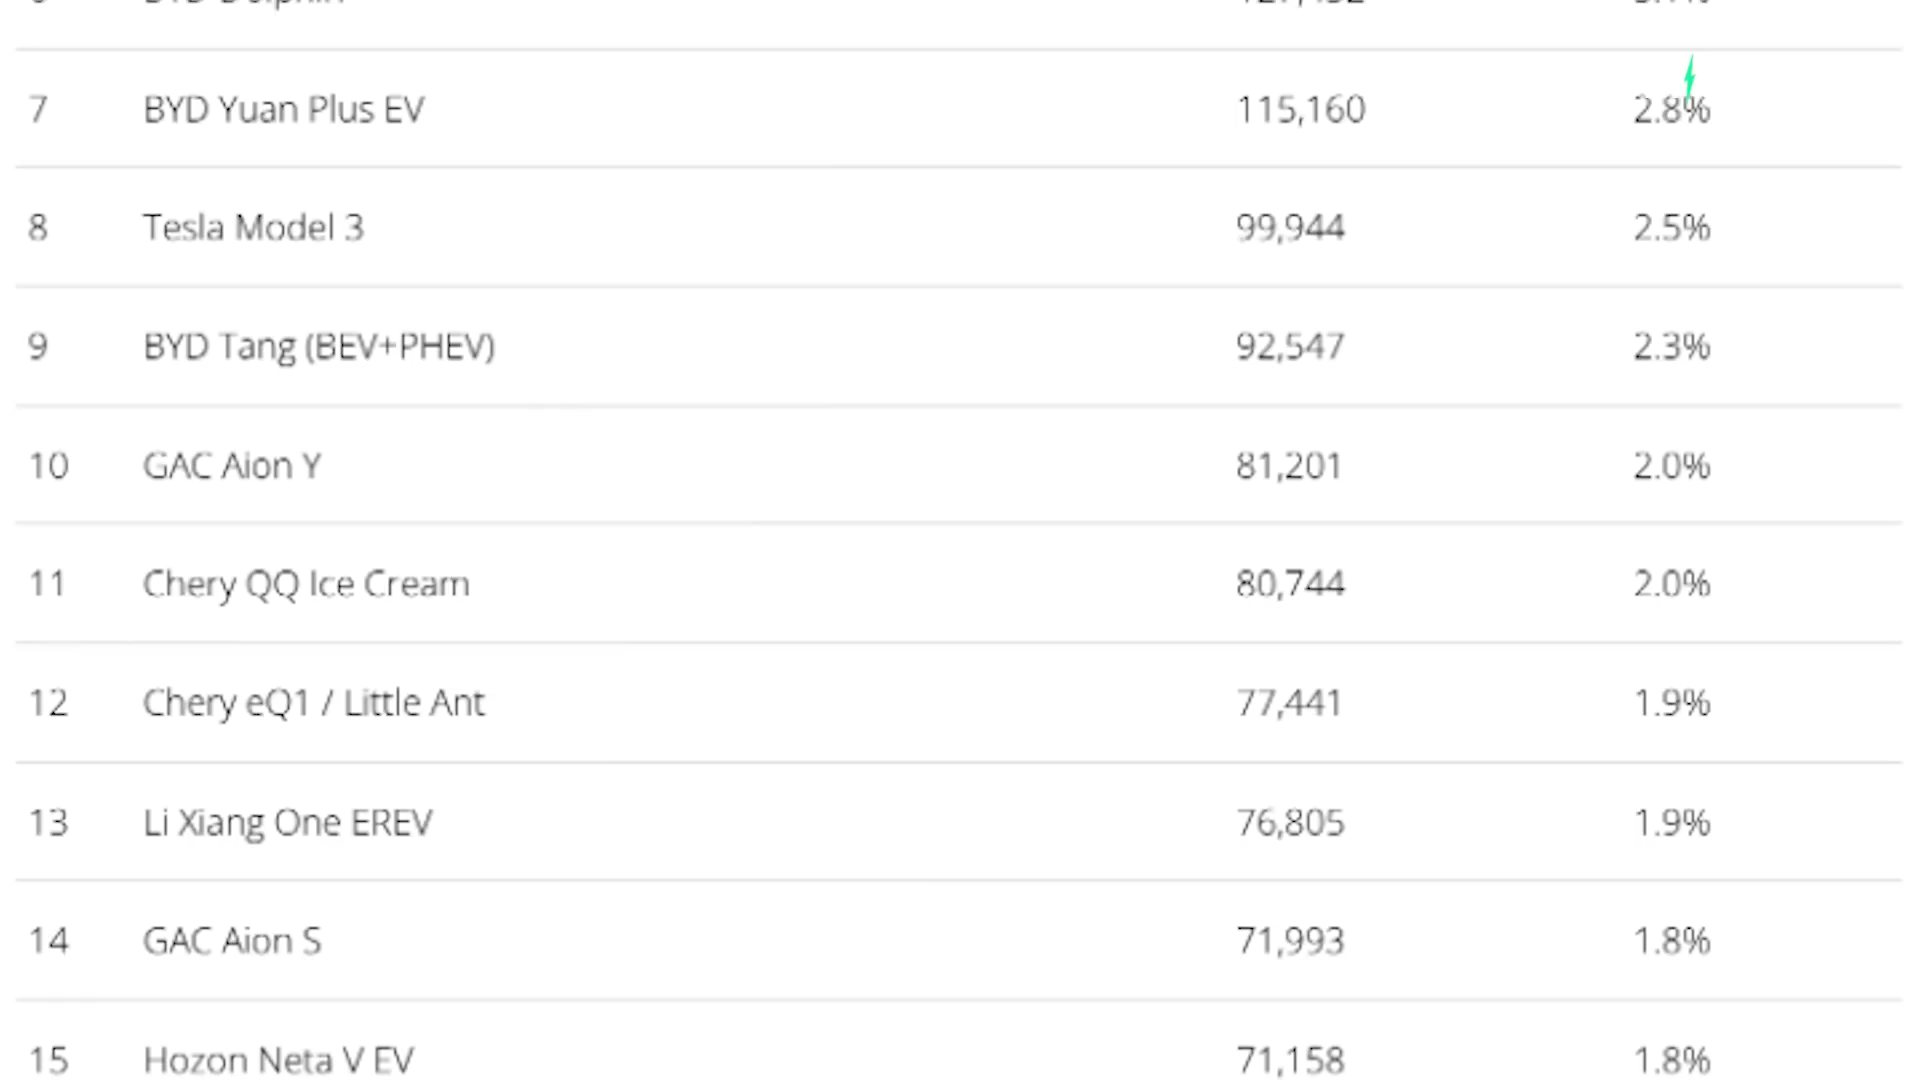 7 BYD Yuan Plus EV 115,160 2.8%
8 Tesla Model 3 99,944 2.5%
9 BYD Tang (BEV+PHEV) 92,547 2.3%
10 GAC Aion Y 81,201 2.0%
11 Chery QQ Ice Cream 80,744 2.0%
12 Chery eQ1 / Little Ant 77,441 1.9%
13 Li Xiang One EREV 76,805 1.9%
14 GAC Aion S 71,993 1.8%
15 Hozon Neta V EV 71,158 1.8%